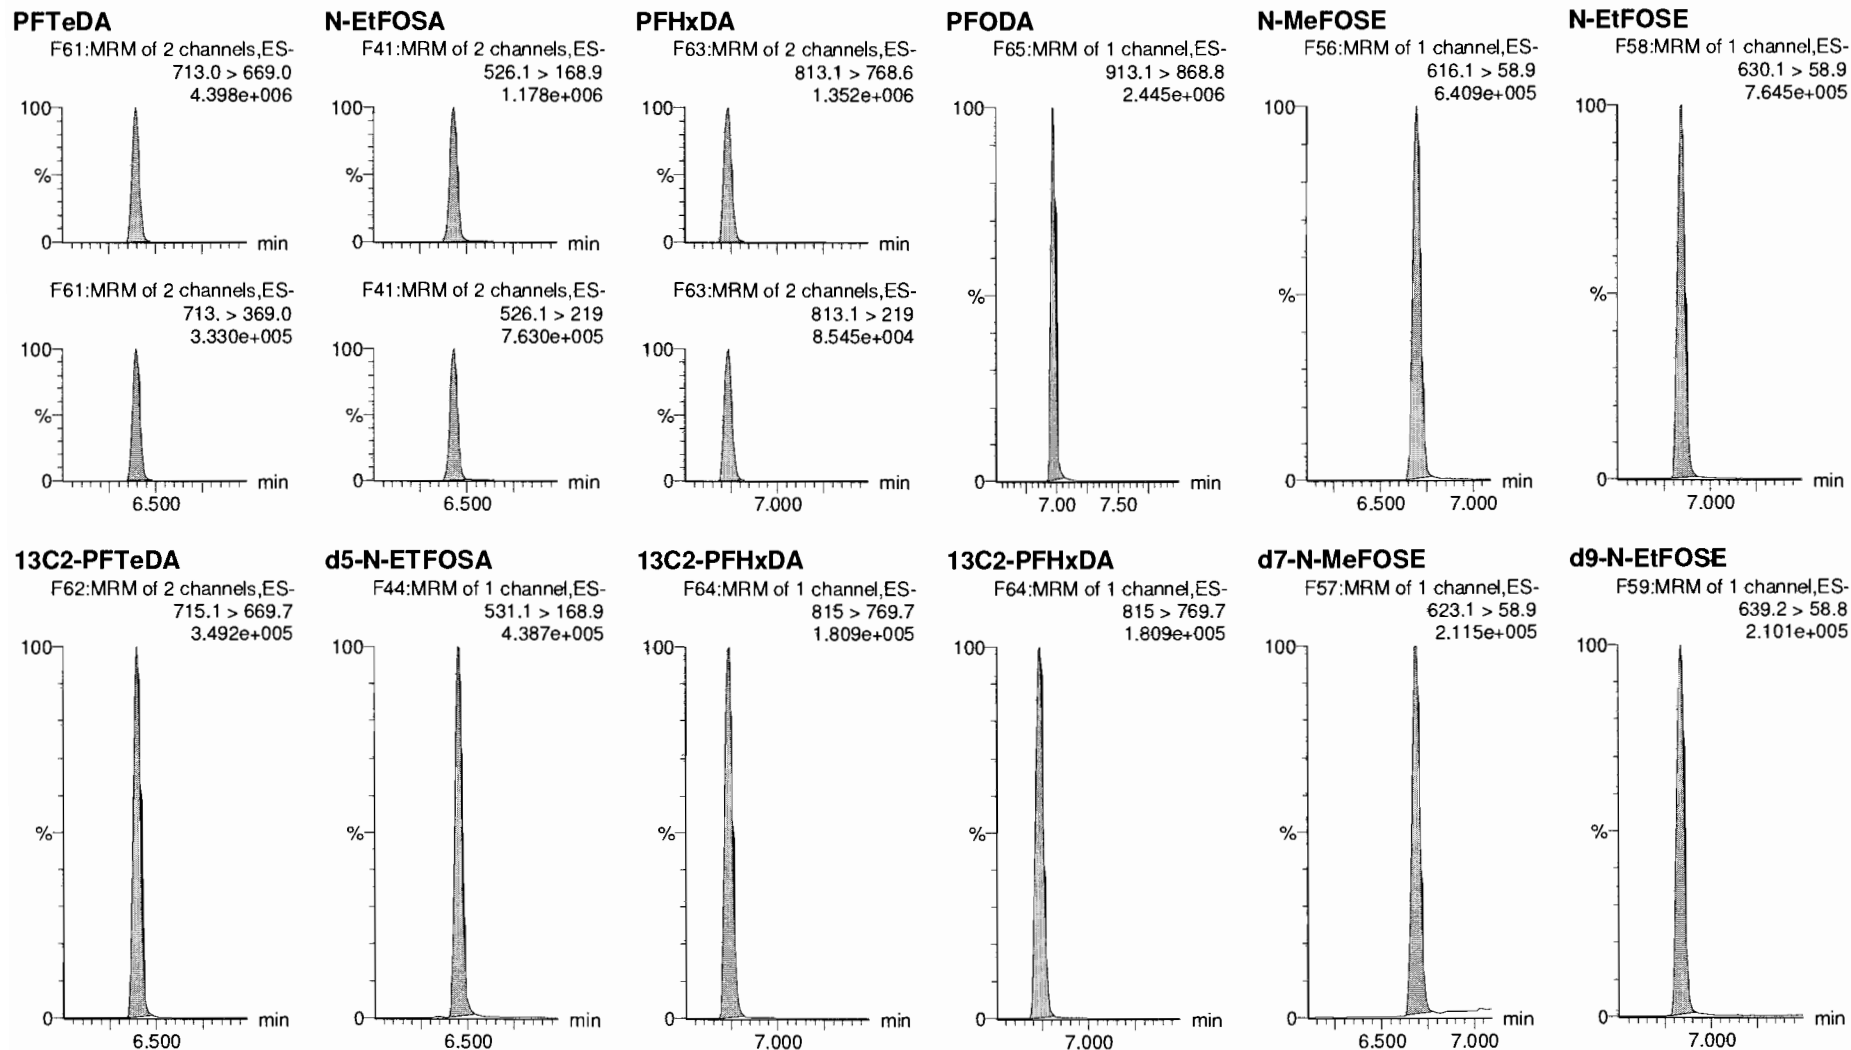 PFTeDA
F61:MRM of 2 channels,ES-
713.0 > 669.0
4.398e+006
100
%
0
min
F61:MRM of 2 channels,ES-
713. > 369.0
3.330e+005
100
%
0
min
6.500
N-EtFOSA
F41:MRM of 2 channels,ES-
526.1 > 168.9
1.178e+006
100
%
0
min
F41:MRM of 2 channels,ES-
526.1 > 219
7.630e+005
100
%
0
min
6.500
PFHxDA
F63:MRM of 2 channels,ES-
813.1 > 768.6
1.352e+006
100
%
0
min
F63:MRM of 2 channels,ES-
813.1 > 219
8.545e+004
100
%
0
min
7.000
PFODA
F65:MRM of 1 channel,ES-
913.1 > 868.8
2.445e+006
100
%
0
min
7.00 7.50
N-MeFOSE
F56:MRM of 1 channel,ES-
616.1 > 58.9
6.409e+005
100
%
0
min
6.500 7.000
N-EtFOSE
F58:MRM of 1 channel,ES-
630.1 > 58.9
7.645e+005
100
%
0
min
7.000
13C2-PFTeDA
F62:MRM of 2 channels,ES-
715.1 > 669.7
3.492e+005
100
%
0
min
6.500
d5-N-ETFOSA
F44:MRM of 1 channel,ES-
531.1 > 168.9
4.387e+005
100
%
0
min
6.500
13C2-PFHxDA
F64:MRM of 1 channel,ES-
815 > 769.7
1.809e+005
100
%
0
min
7.000
13C2-PFHxDA
F64:MRM of 1 channel,ES-
815 > 769.7
1.809e+005
100
%
0
min
7.000
d7-N-MeFOSE
F57:MRM of 1 channel,ES-
623.1 > 58.9
2.115e+005
100
%
0
min
6.500 7.000
d9-N-EtFOSE
F59:MRM of 1 channel,ES-
639.2 > 58.8
2.101e+005
100
%
0
min
7.000